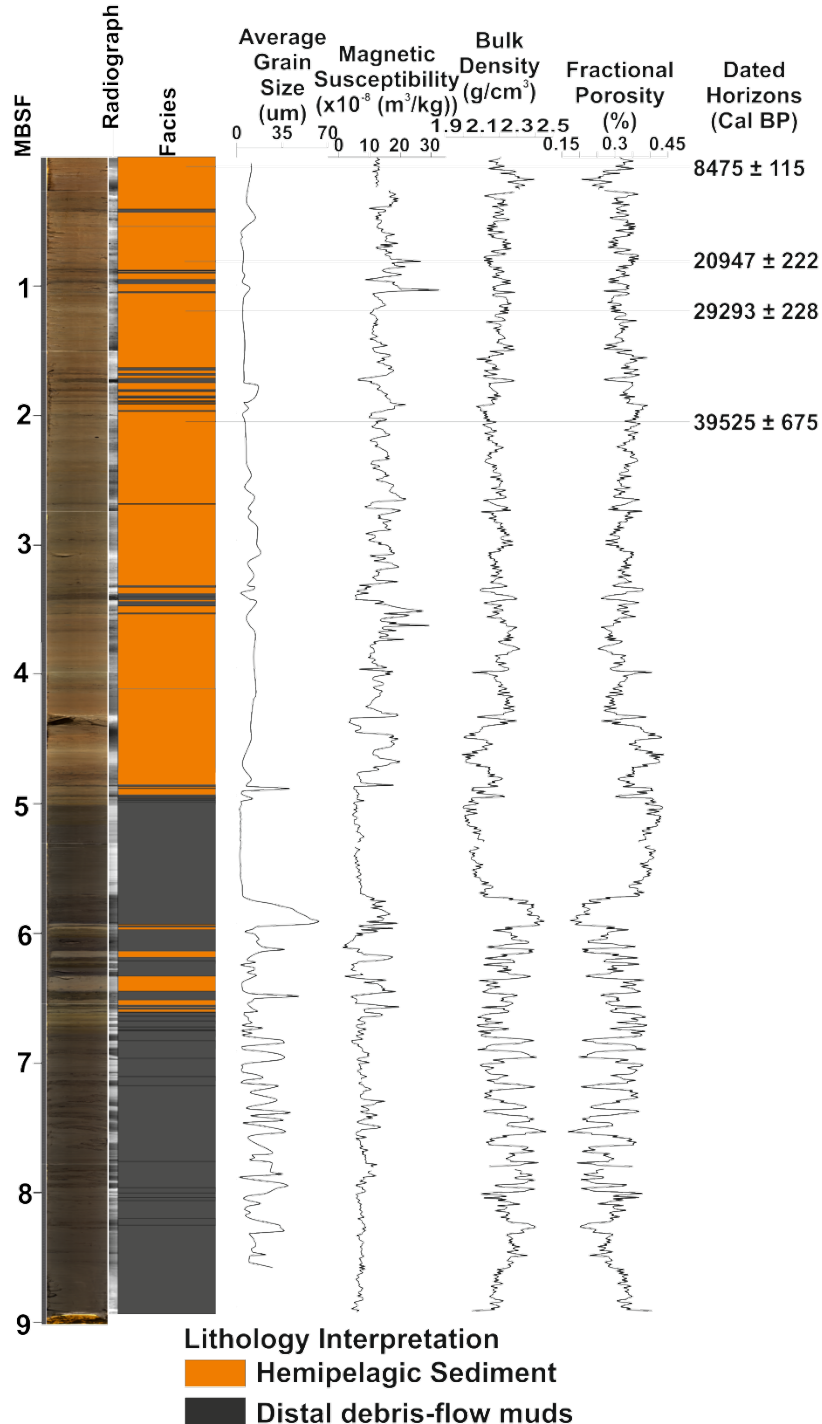 MBSF
Radiograph
Facies
Average
Grain
Size
(um)
0 35 70
Magnetic
Susceptibility
(x10⁻⁸ (m³/kg))
0 10 20 30
Bulk
Density
(g/cm³)
1.9 2.1 2.3 2.5
Fractional
Porosity
(%)
0.15 0.3 0.45
Dated
Horizons
(Cal BP)
8475 ± 115
20947 ± 222
1
29293 ± 228
2
39525 ± 675
3
4
5
6
7
8
9
Lithology Interpretation
Hemipelagic Sediment
Distal debris-flow muds